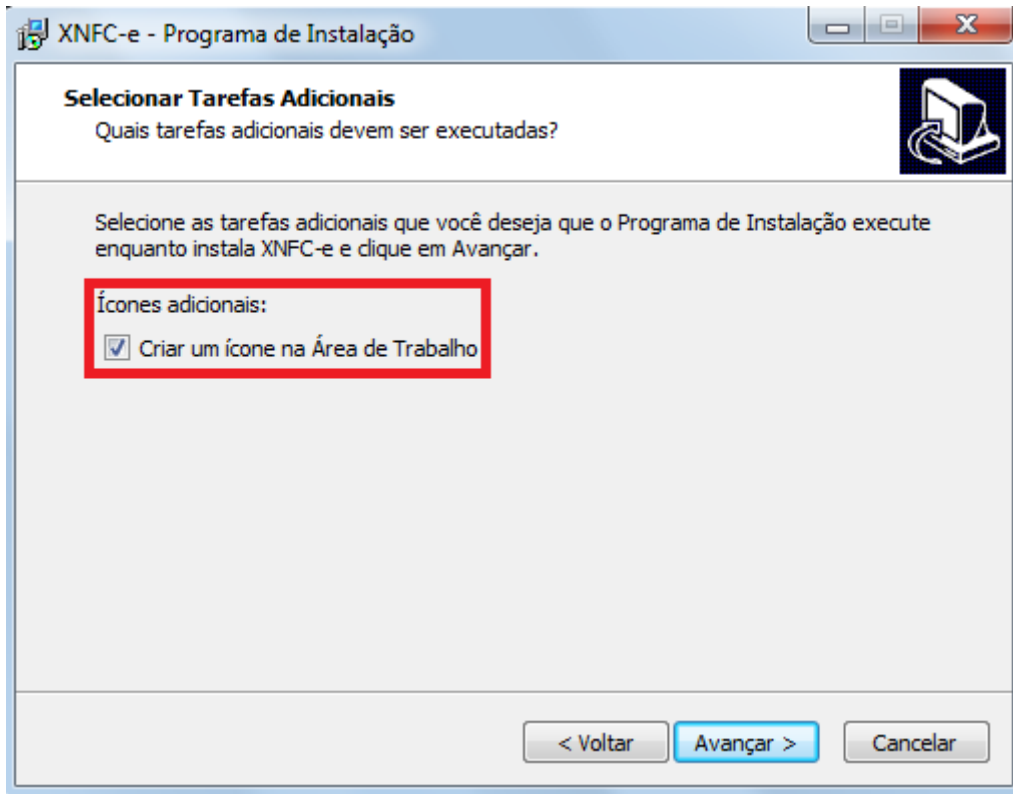 XNFC-e - Programa de Instalação
Selecionar Tarefas Adicionais
Quais tarefas adicionais devem ser executadas?
Selecione as tarefas adicionais que você deseja que o Programa de Instalação execute
enquanto instala XNFC-e e clique em Avançar.
Ícones adicionais:
Criar um ícone na Área de Trabalho
< Voltar
Avançar >
Cancelar